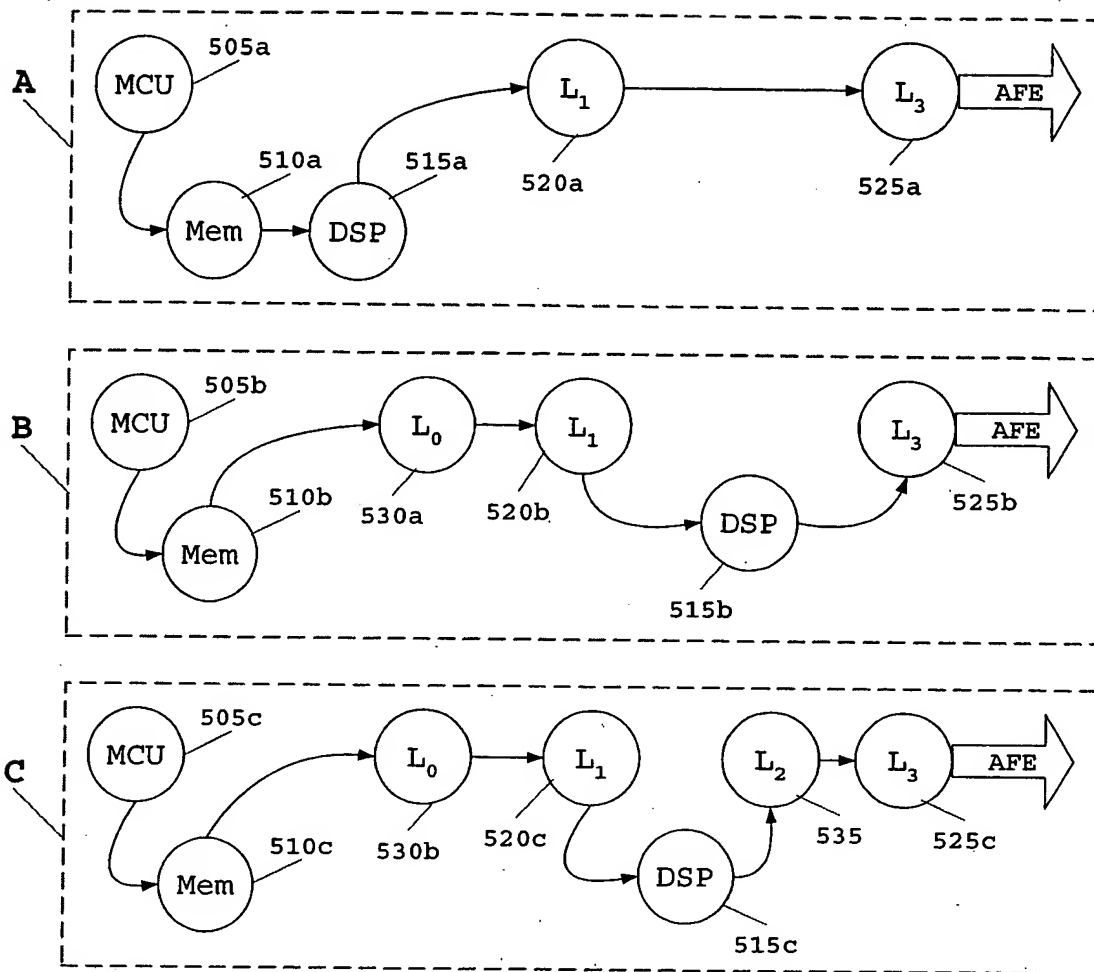 A
MCU
505a
Mem
510a
DSP
515a
L₁
520a
L₃
525a
AFE
B
MCU
505b
Mem
510b
L₀
530a
L₁
520b
DSP
515b
L₃
525b
AFE
C
MCU
505c
Mem
510c
L₀
530b
L₁
520c
DSP
515c
L₂
535
L₃
525c
AFE